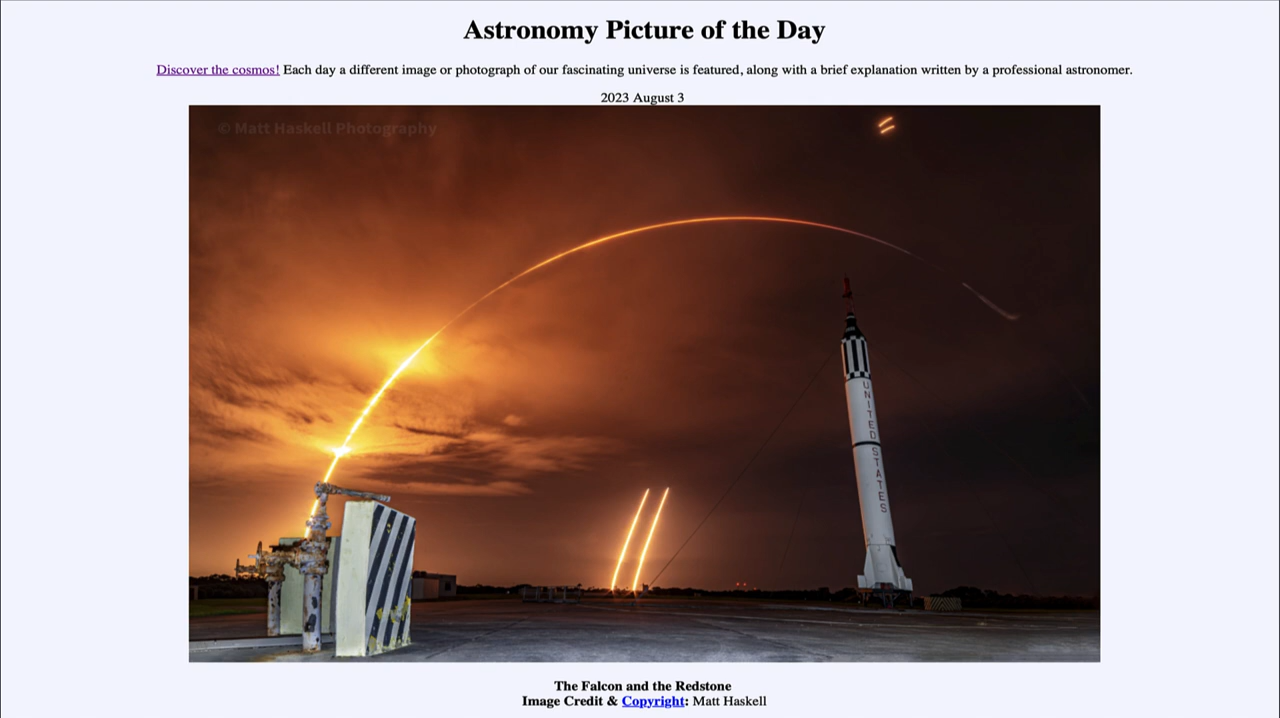 Astronomy Picture of the Day
Discover the cosmos! Each day a different image or photograph of our fascinating universe is featured, along with a brief explanation written by a professional astronomer.
2023 August 3
© Matt Haskell Photography
UNITED STATES
The Falcon and the Redstone
Image Credit & Copyright: Matt Haskell